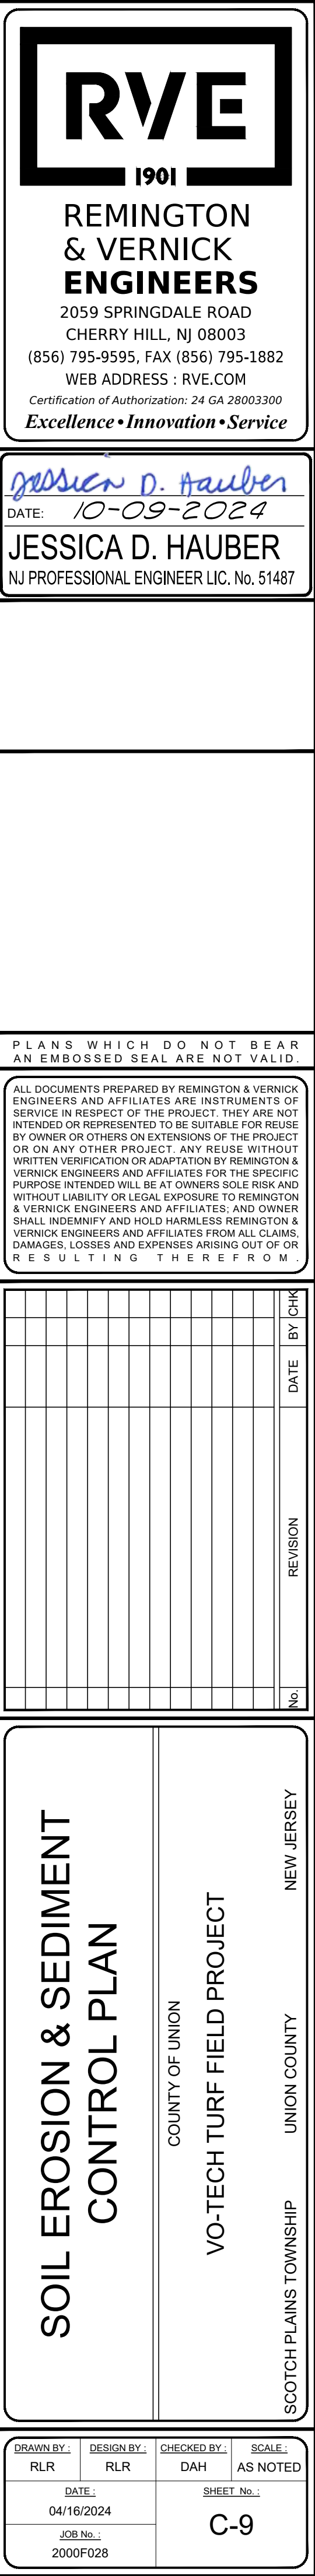 RVE
1901
REMINGTON
& VERNICK
ENGINEERS
2059 SPRINGDALE ROAD
CHERRY HILL, NJ 08003
(856) 795-9595, FAX (856) 795-1882
WEB ADDRESS : RVE.COM
Certification of Authorization: 24 GA 28003300
Excellence • Innovation • Service
Jessica D. Hauber
DATE: 10-09-2024
JESSICA D. HAUBER
NJ PROFESSIONAL ENGINEER LIC. No. 51487
PLANS WHICH DO NOT BEAR
AN EMBOSSED SEAL ARE NOT VALID.
ALL DOCUMENTS PREPARED BY REMINGTON & VERNICK
ENGINEERS AND AFFILIATES ARE INSTRUMENTS OF
SERVICE IN RESPECT OF THE PROJECT. THEY ARE NOT
INTENDED OR REPRESENTED TO BE SUITABLE FOR REUSE
BY OWNER OR OTHERS ON EXTENSIONS OF THE PROJECT
OR ON ANY OTHER PROJECT. ANY REUSE WITHOUT
WRITTEN VERIFICATION OR ADAPTATION BY REMINGTON &
VERNICK ENGINEERS AND AFFILIATES FOR THE SPECIFIC
PURPOSE INTENDED WILL BE AT OWNERS SOLE RISK AND
WITHOUT LIABILITY OR LEGAL EXPOSURE TO REMINGTON
& VERNICK ENGINEERS AND AFFILIATES; AND OWNER
SHALL INDEMNIFY AND HOLD HARMLESS REMINGTON &
VERNICK ENGINEERS AND AFFILIATES FROM ALL CLAIMS,
DAMAGES, LOSSES AND EXPENSES ARISING OUT OF OR
RESULTING THEREFROM.
No. REVISION DATE BY CHK
SOIL EROSION & SEDIMENT
CONTROL PLAN
COUNTY OF UNION
VO-TECH TURF FIELD PROJECT
SCOTCH PLAINS TOWNSHIP UNION COUNTY NEW JERSEY
DRAWN BY : DESIGN BY : CHECKED BY : SCALE :
RLR RLR DAH AS NOTED
DATE : SHEET No. :
04/16/2024 C-9
JOB No. :
2000F028